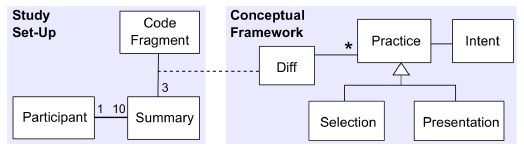 Study
Set-Up
Code
Fragment
3
Participant
1
10
Summary
Conceptual
Framework
Diff
*
Practice
Intent
Selection
Presentation